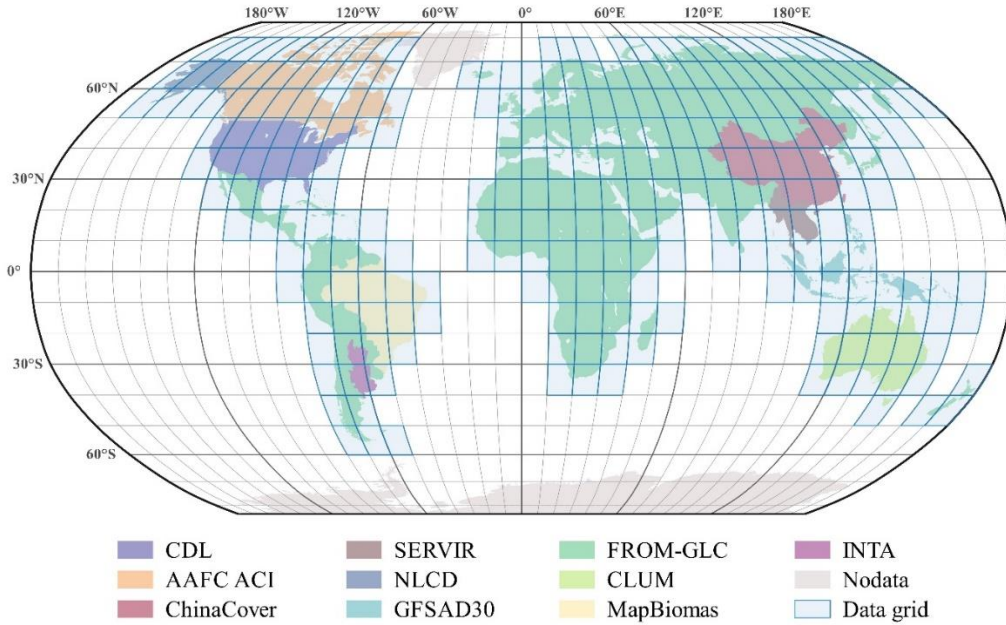 180°W 120°W 60°W 0° 60°E 120°E 180°E
60°N
30°N
0°
30°S
60°S
CDL SERVIR FROM-GLC INTA
AAFC ACI NLCD CLUM Nodata
ChinaCover GFSAD30 MapBiomas Data grid